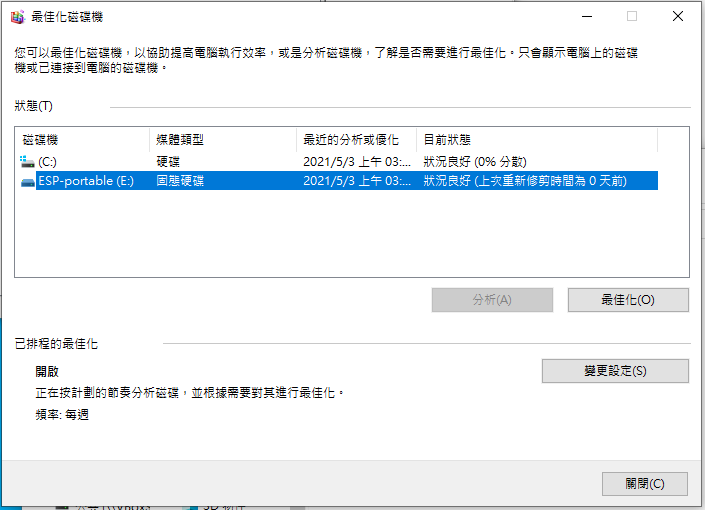 最佳化磁碟機
您可以最佳化磁碟機，以協助提高電腦執行效率，或是分析磁碟機，了解是否需要進行最佳化。只會顯示電腦上的磁碟
機或已連接到電腦的磁碟機。
狀態(T)
磁碟機 媒體類型 最近的分析或優化 目前狀態
(C:) 硬碟 2021/5/3 上午 03:... 狀況良好 (0% 分散)
ESP-portable (E:) 固態硬碟 2021/5/3 上午 03:... 狀況良好 (上次重新修剪時間為 0 天前)
分析(A) 最佳化(O)
已排程的最佳化
開啟 變更設定(S)
正在按計劃的節奏分析磁碟，並根據需要對其進行最佳化。
頻率: 每週
關閉(C)